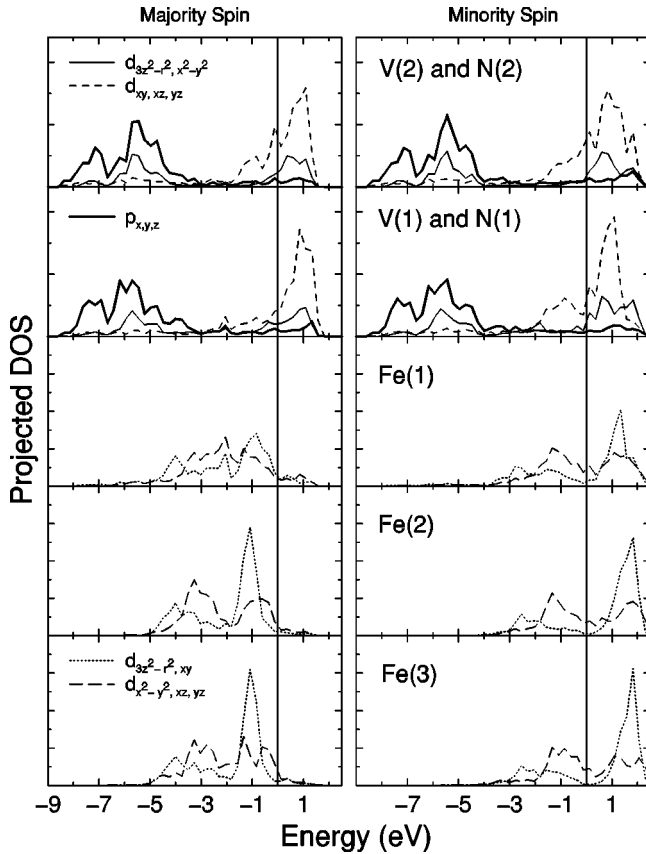 Majority Spin
Minority Spin
d3z²−r², x²−y²
dxy, xz, yz
V(2) and N(2)
px,y,z
V(1) and N(1)
Fe(1)
Fe(2)
d3z²−r², xy
dx²−y², xz, yz
Fe(3)
Projected DOS
−9 −7 −5 −3 −1 1
−7 −5 −3 −1 1
Energy (eV)